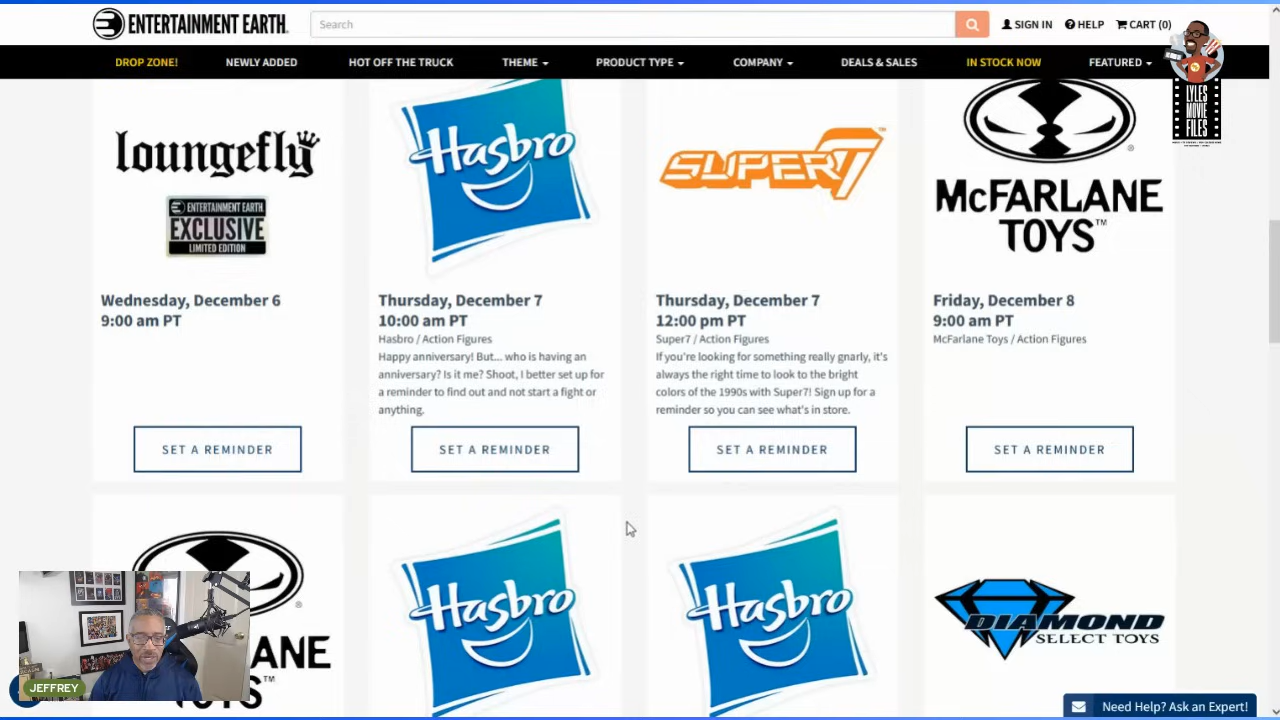 ENTERTAINMENT EARTH
Search
SIGN IN
HELP
CART (0)
DROP ZONE!
NEWLY ADDED
HOT OFF THE TRUCK
THEME
PRODUCT TYPE
COMPANY
DEALS & SALES
IN STOCK NOW
FEATURED
LYLES
MOVIE
FILES
loungefly
ENTERTAINMENT EARTH
EXCLUSIVE
LIMITED EDITION
Wednesday, December 6
9:00 am PT
SET A REMINDER
Hasbro
Thursday, December 7
10:00 am PT
Hasbro / Action Figures
Happy anniversary! But... who is having an
anniversary? Is it me? Shoot, I better set up for
a reminder to find out and not start a fight or
anything.
SET A REMINDER
SUPER7™
Thursday, December 7
12:00 pm PT
Super7 / Action Figures
If you're looking for something really gnarly, it's
always the right time to look to the bright
colors of the 1990s with Super7! Sign up for a
reminder so you can see what's in store.
SET A REMINDER
®
McFARLANE
TOYS™
Friday, December 8
9:00 am PT
McFarlane Toys / Action Figures
SET A REMINDER
®
ANE
™
Hasbro
Hasbro
DIAMOND
SELECT TOYS
JEFFREY
Need Help? Ask an Expert!